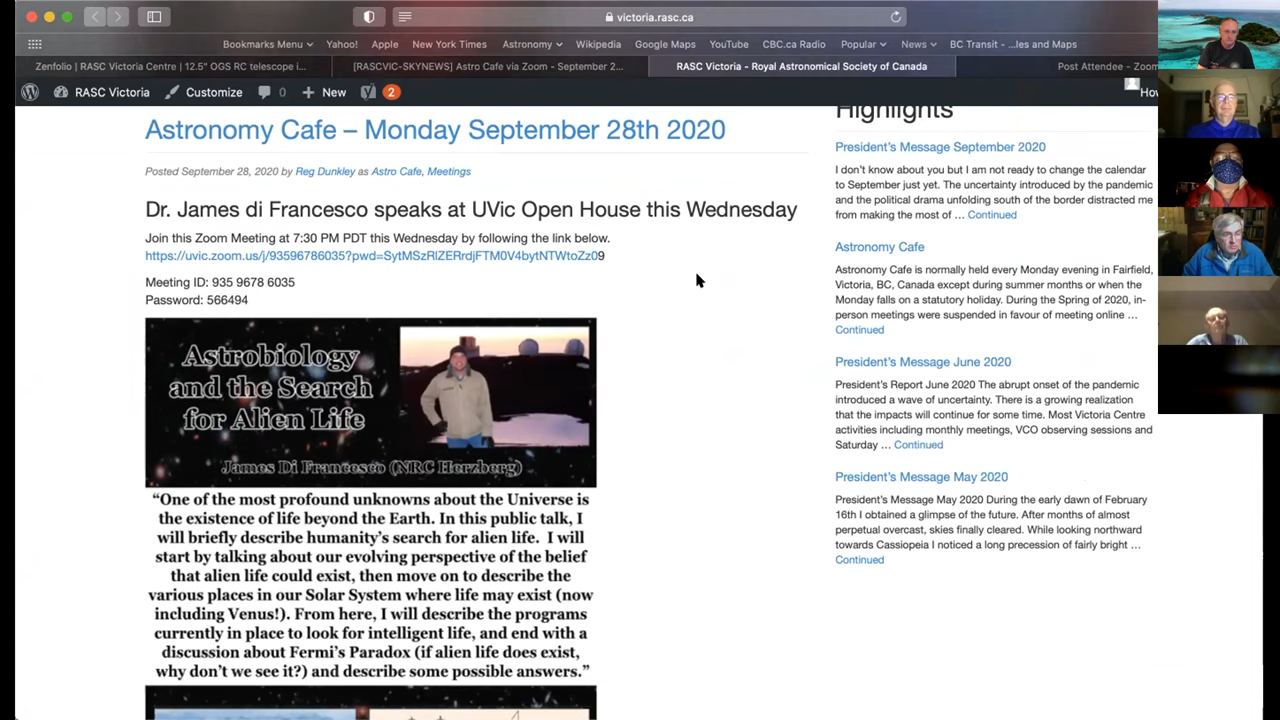 victoria.rasc.ca
Bookmarks Menu Yahoo! Apple New York Times Astronomy Wikipedia Google Maps YouTube CBC.ca Radio Popular News BC Transit - ...les and Maps
Zenfolio | RASC Victoria Centre | 12.5" OGS RC telescope i... [RASCVIC-SKYNEWS] Astro Cafe via Zoom - September 2... RASC Victoria - Royal Astronomical Society of Canada Post Attendee - Zoom
RASC Victoria Customize 0 New 2 How
Astronomy Cafe – Monday September 28th 2020
Posted September 28, 2020 by Reg Dunkley as Astro Cafe, Meetings
Dr. James di Francesco speaks at UVic Open House this Wednesday
Join this Zoom Meeting at 7:30 PM PDT this Wednesday by following the link below.
https://uvic.zoom.us/j/93596786035?pwd=SytMSzRlZERrdjFTM0V4bytNTWtoZz09
Meeting ID: 935 9678 6035
Password: 566494
Astrobiology
and the Search
for Alien Life
James Di Francesco (NRC Herzberg)
"One of the most profound unknowns about the Universe is
the existence of life beyond the Earth. In this public talk, I
will briefly describe humanity's search for alien life. I will
start by talking about our evolving perspective of the belief
that alien life could exist, then move on to describe the
various places in our Solar System where life may exist (now
including Venus!). From here, I will describe the programs
currently in place to look for intelligent life, and end with a
discussion about Fermi's Paradox (if alien life does exist,
why don't we see it?) and describe some possible answers."
Highlights
President's Message September 2020
I don't know about you but I am not ready to change the calendar
to September just yet. The uncertainty introduced by the pandemic
and the political drama unfolding south of the border distracted me
from making the most of ... Continued
Astronomy Cafe
Astronomy Cafe is normally held every Monday evening in Fairfield,
Victoria, BC, Canada except during summer months or when the
Monday falls on a statutory holiday. During the Spring of 2020, in-
person meetings were suspended in favour of meeting online ...
Continued
President's Message June 2020
President's Report June 2020 The abrupt onset of the pandemic
introduced a wave of uncertainty. There is a growing realization
that the impacts will continue for some time. Most Victoria Centre
activities including monthly meetings, VCO observing sessions and
Saturday ... Continued
President's Message May 2020
President's Message May 2020 During the early dawn of February
16th I obtained a glimpse of the future. After months of almost
perpetual overcast, skies finally cleared. While looking northward
towards Cassiopeia I noticed a long precession of fairly bright ...
Continued